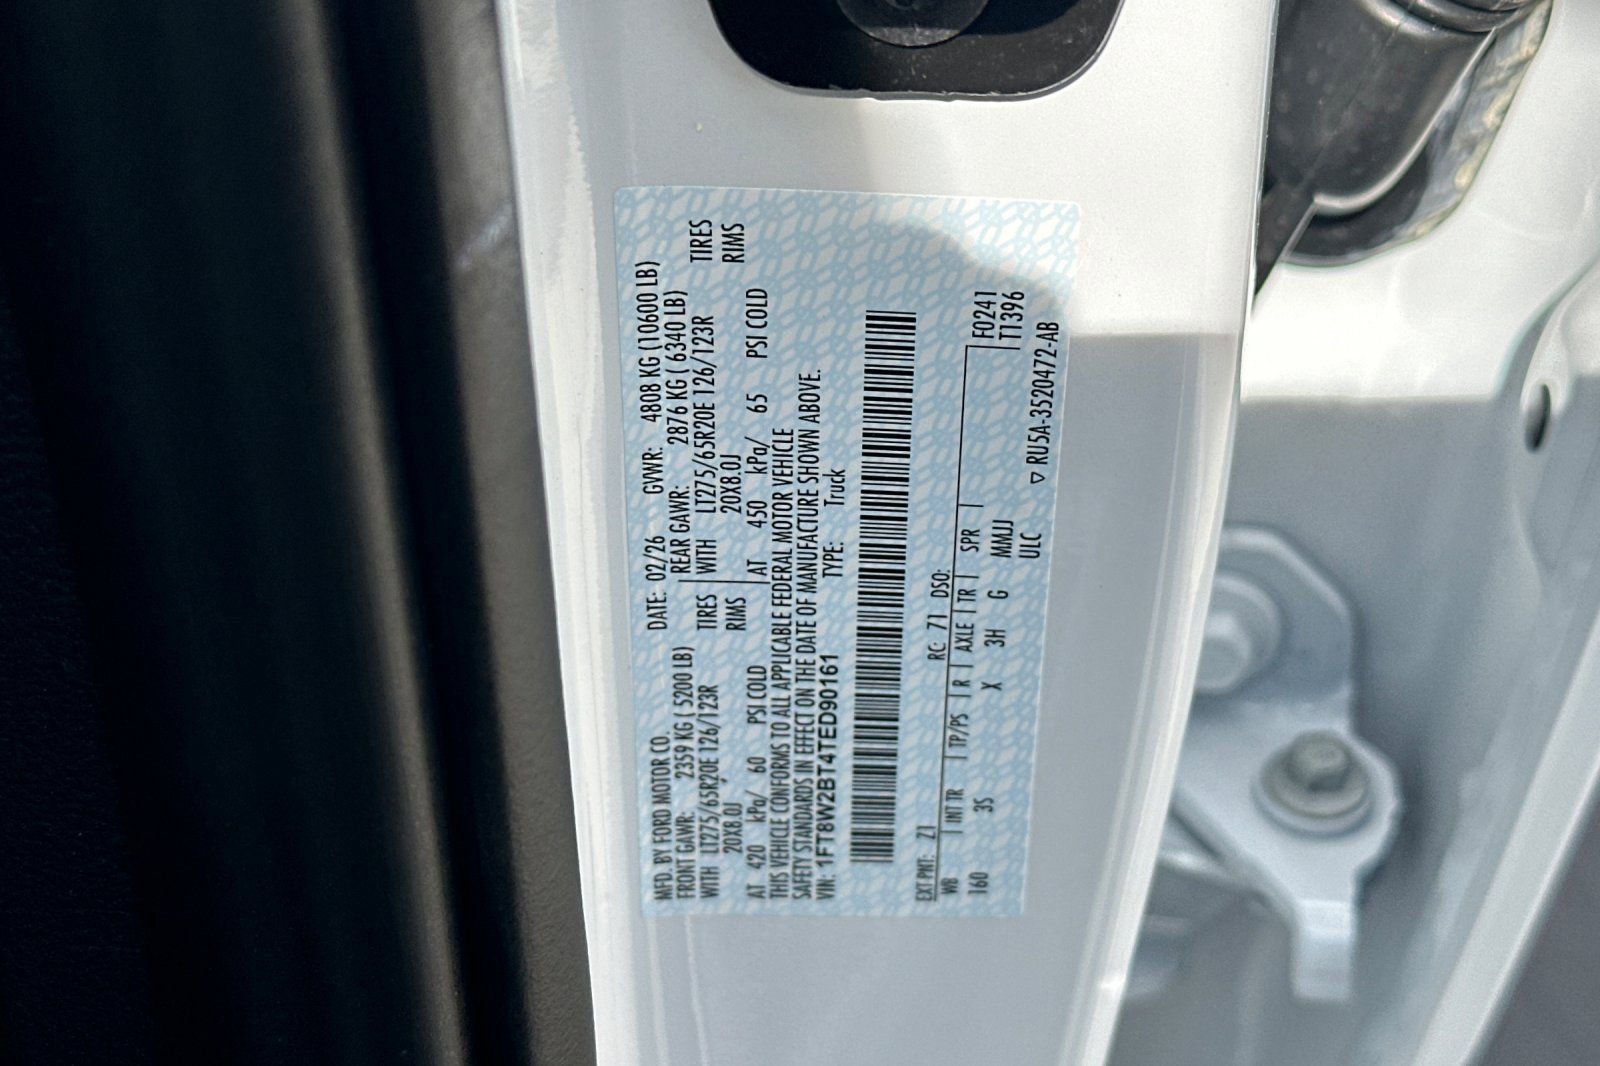 MFD. BY FORD MOTOR CO.
DATE: 02/26 GVWR: 4808 KG (10600 LB)
FRONT GAWR: 2359 KG ( 5200 LB) REAR GAWR: 2876 KG ( 6340 LB)
WITH LT275/65R20E 126/123R TIRES WITH LT275/65R20E 126/123R TIRES
20X8.0J RIMS 20X8.0J RIMS
AT 420 kPa/ 60 PSI COLD AT 450 kPa/ 65 PSI COLD
THIS VEHICLE CONFORMS TO ALL APPLICABLE FEDERAL MOTOR VEHICLE
SAFETY STANDARDS IN EFFECT ON THE DATE OF MANUFACTURE SHOWN ABOVE.
VIN: 1FT8W2BT4TED90161 TYPE: Truck
EXT PNT: Z1 RC: 71 DSO: F0241
WB INT TR TP/PS R AXLE TR SPR T1396
160 3S X 3H G MMJJ
ULC ▽ RU5A-3520472-AB